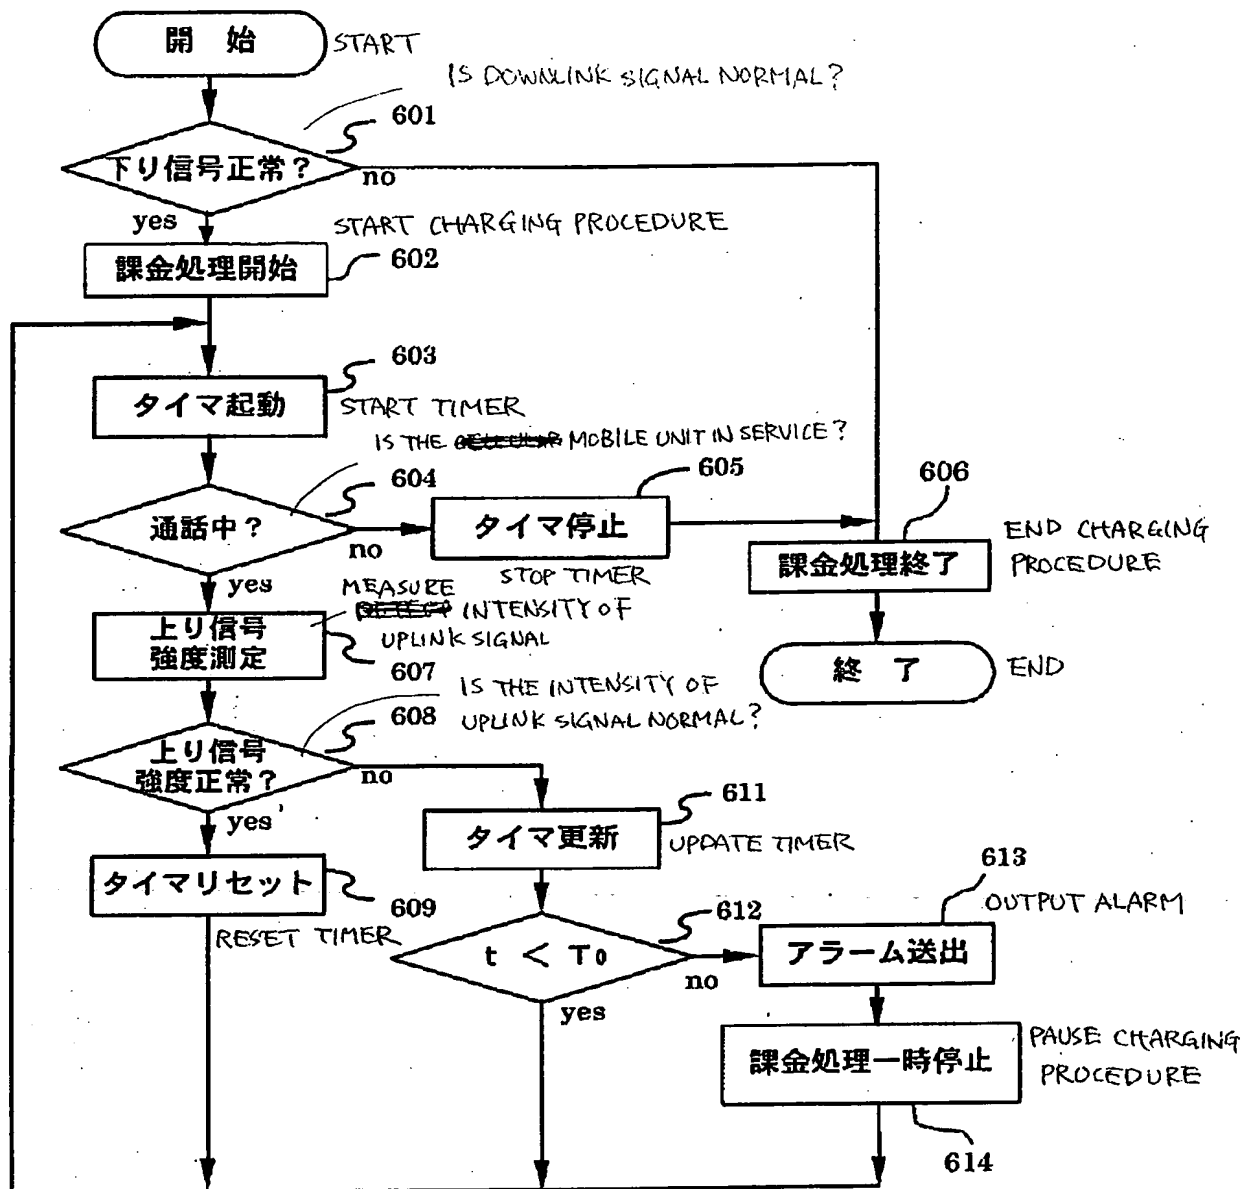 開 始
START
IS DOWNLINK SIGNAL NORMAL?
601
下り信号正常?
no
yes
START CHARGING PROCEDURE
課金処理開始
602
603
タイマ起動
START TIMER
IS THE MOBILE UNIT IN SERVICE?
604
605
606
通話中?
no
タイマ停止
STOP TIMER
END CHARGING
PROCEDURE
課金処理終了
yes
MEASURE
INTENSITY OF
UPLINK SIGNAL
上り信号
強度測定
607
終 了
END
IS THE INTENSITY OF
UPLINK SIGNAL NORMAL?
608
上り信号
強度正常?
no
yes
611
タイマ更新
UPDATE TIMER
タイマリセット
609
RESET TIMER
612
613
OUTPUT ALARM
t < T0
no
yes
アラーム送出
課金処理一時停止
PAUSE CHARGING
PROCEDURE
614